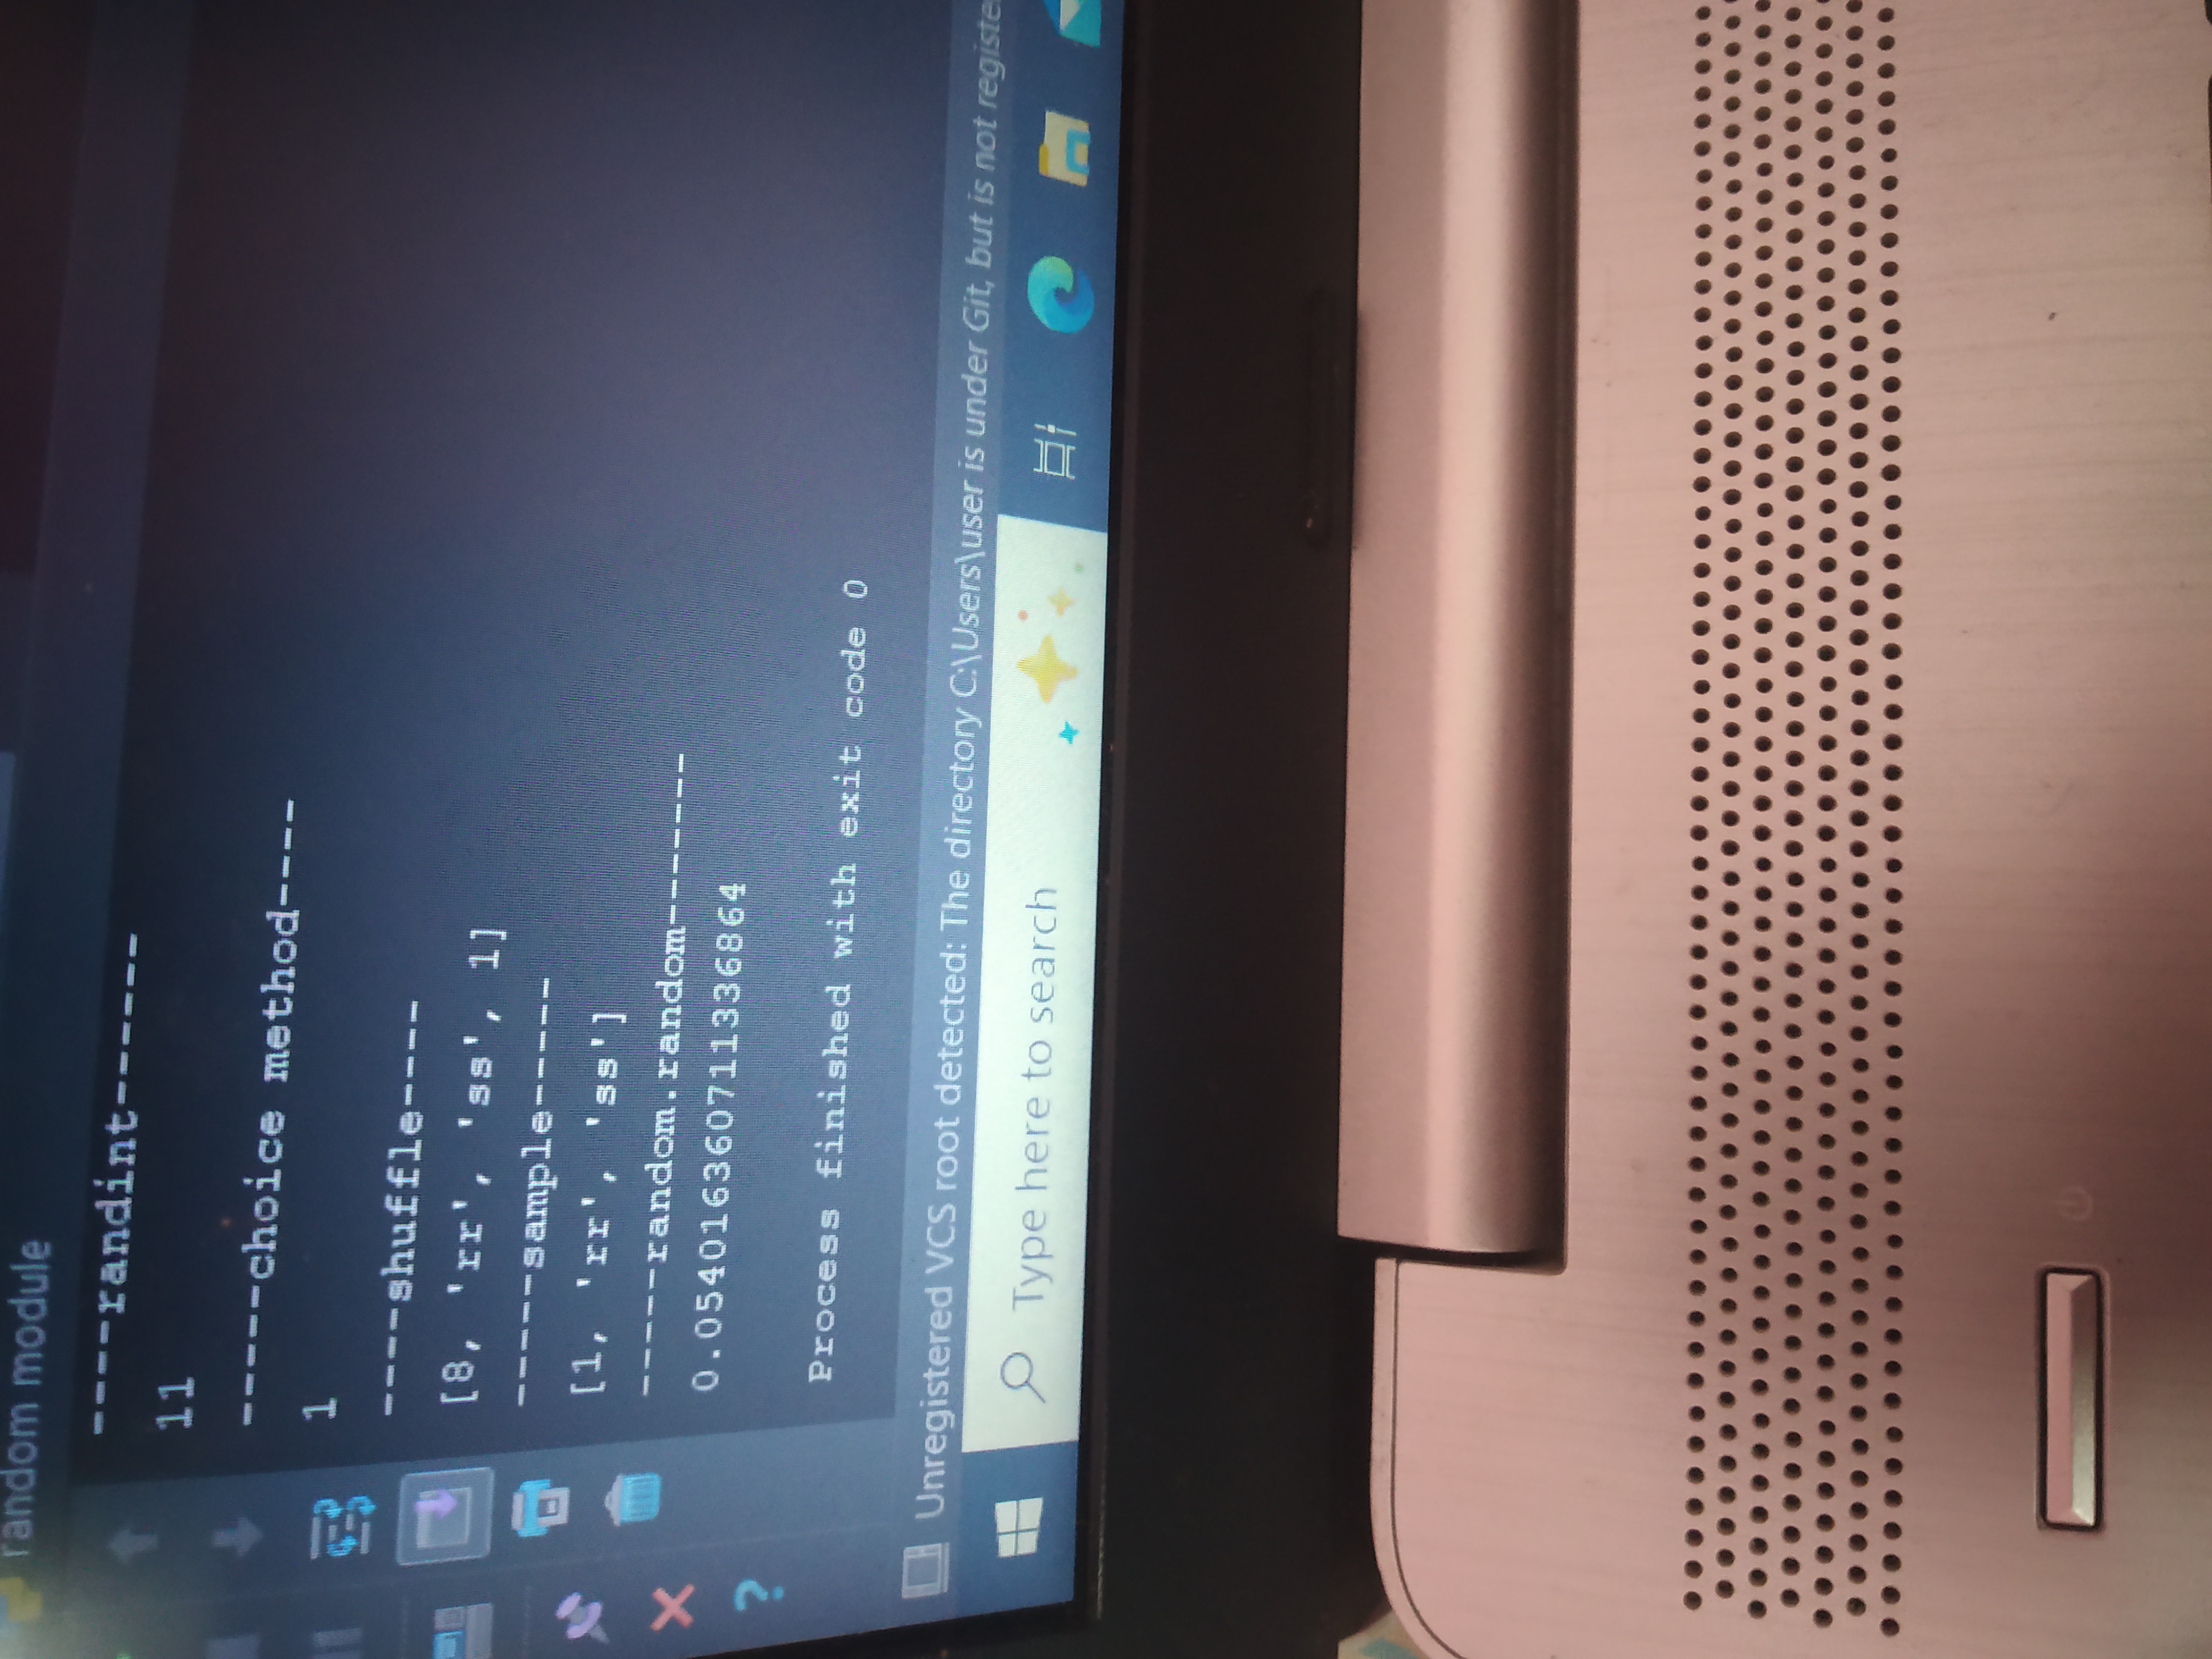 random module
----randint------
11
-----choice method----
1
----shuffle----
[8, 'rr', 'ss', 1]
-----sample-----
[1, 'rr', 'ss']
-----random.random-------
0.054016360711336864
Process finished with exit code 0
Unregistered VCS root detected: The directory C:\Users\user is under Git, but is not registe
Type here to search